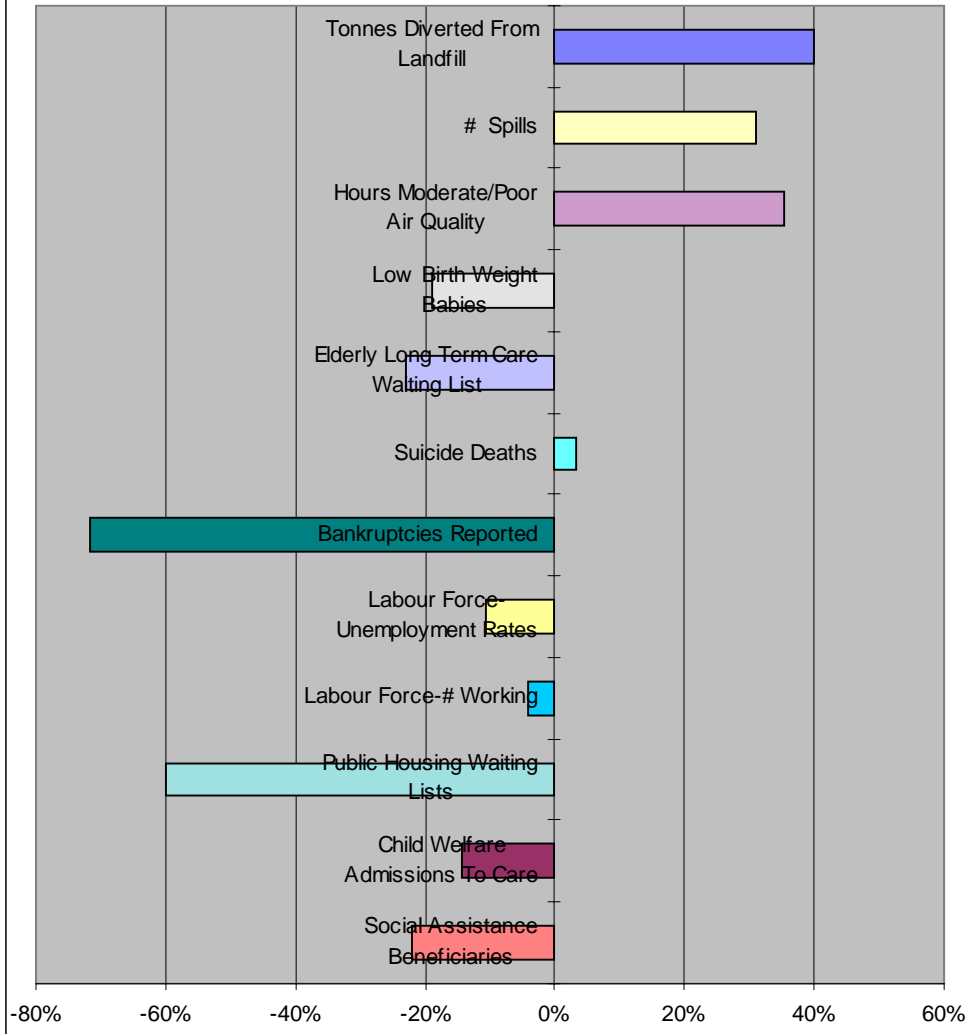 Tonnes Diverted From
Landfill
# Spills
Hours Moderate/Poor
Air Quality
Low Birth Weight
Babies
Elderly Long Term Care
Waiting List
Suicide Deaths
Bankruptcies Reported
Labour Force-
Unemployment Rates
Labour Force-# Working
Public Housing Waiting
Lists
Child Welfare
Admissions To Care
Social Assistance
Beneficiaries
-80% -60% -40% -20% 0% 20% 40% 60%